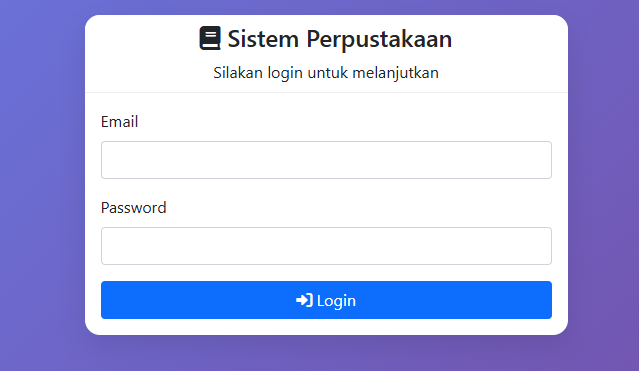 Sistem Perpustakaan
Silakan login untuk melanjutkan
Email
Password
Login